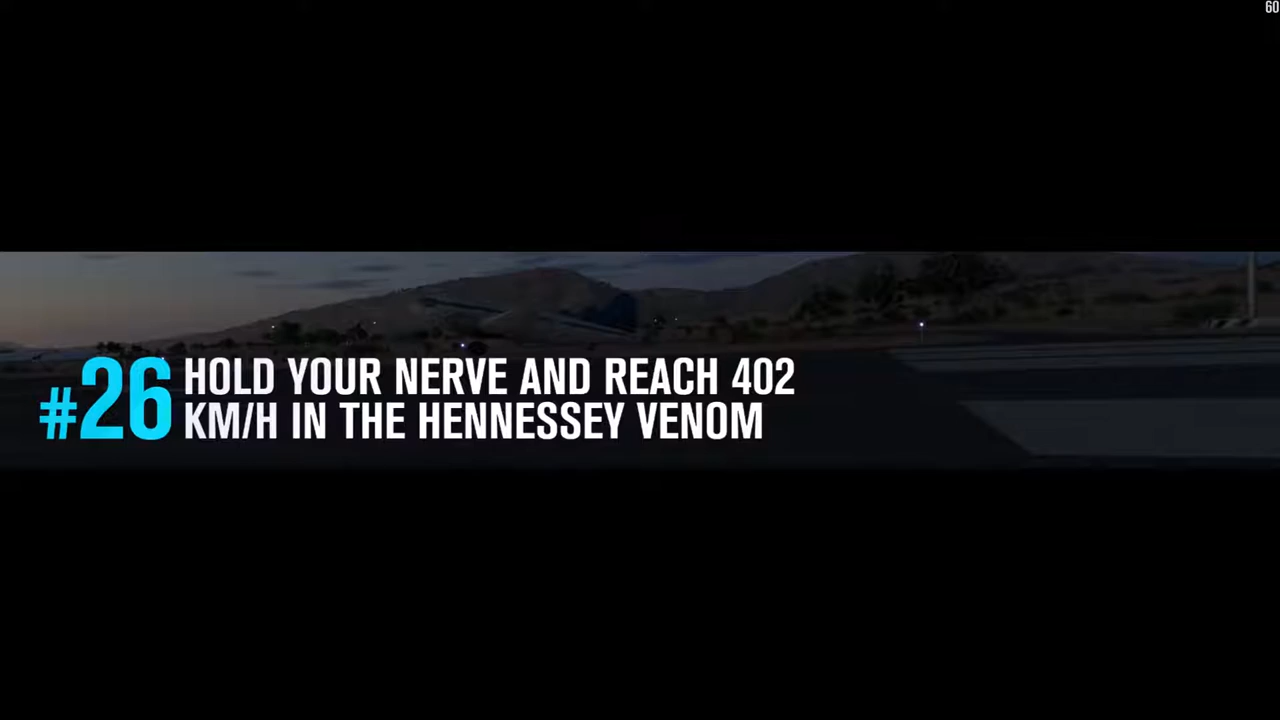 60
#26 HOLD YOUR NERVE AND REACH 402
KM/H IN THE HENNESSEY VENOM